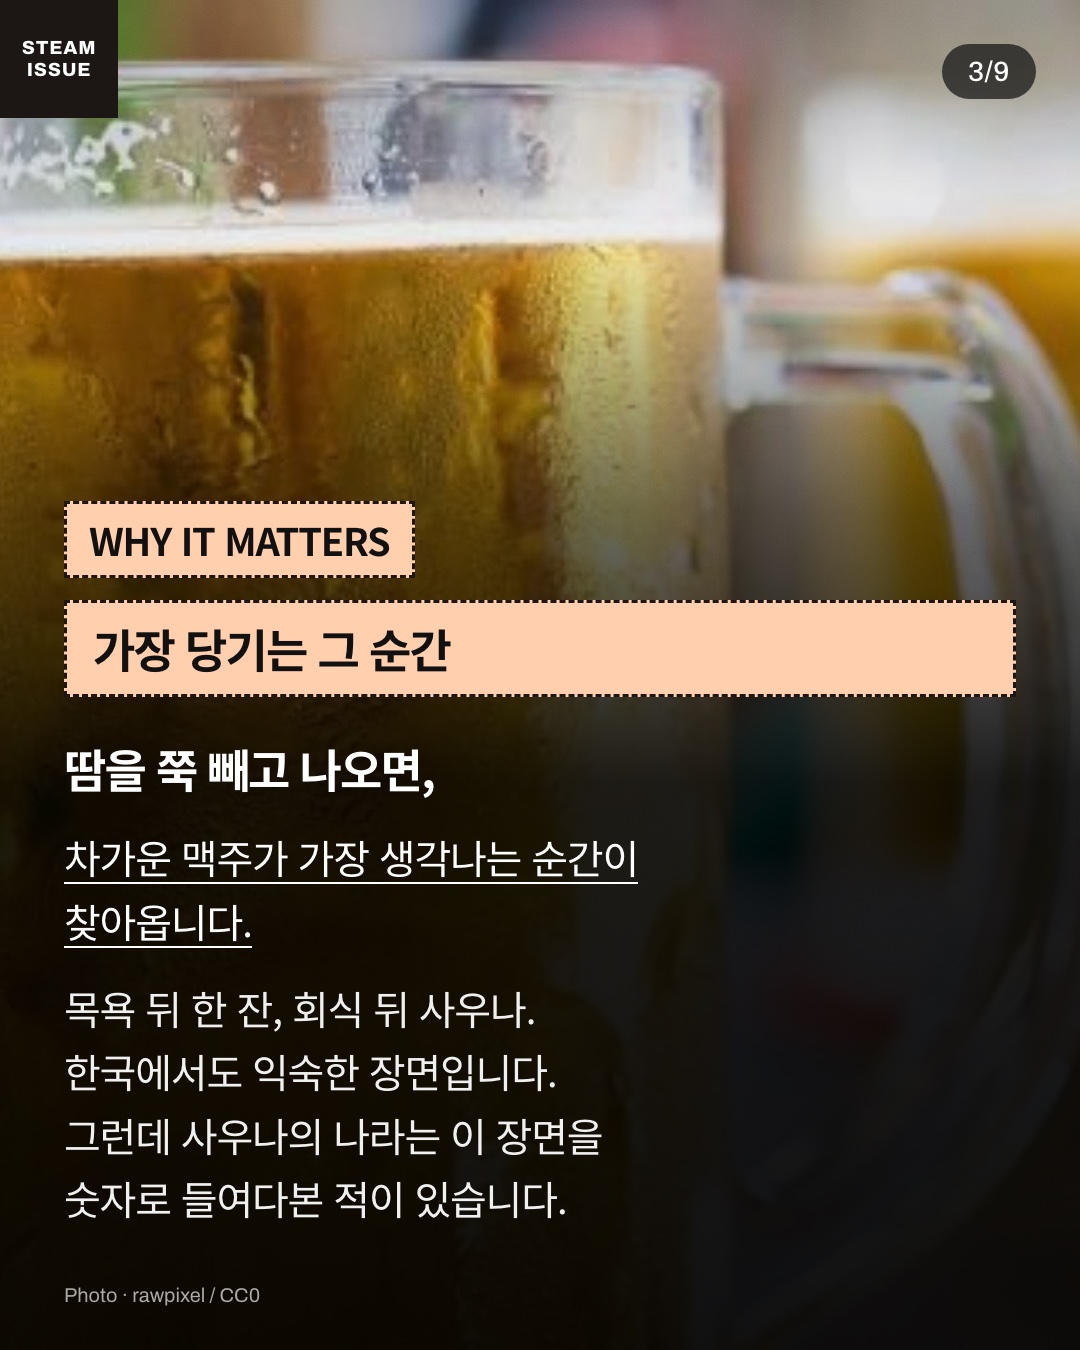 STEAM
ISSUE
3/9
WHY IT MATTERS
가장 당기는 그 순간
땀을 쭉 빼고 나오면,
차가운 맥주가 가장 생각나는 순간이
찾아옵니다.
목욕 뒤 한 잔, 회식 뒤 사우나.
한국에서도 익숙한 장면입니다.
그런데 사우나의 나라는 이 장면을
숫자로 들여다본 적이 있습니다.
Photo · rawpixel / CC0